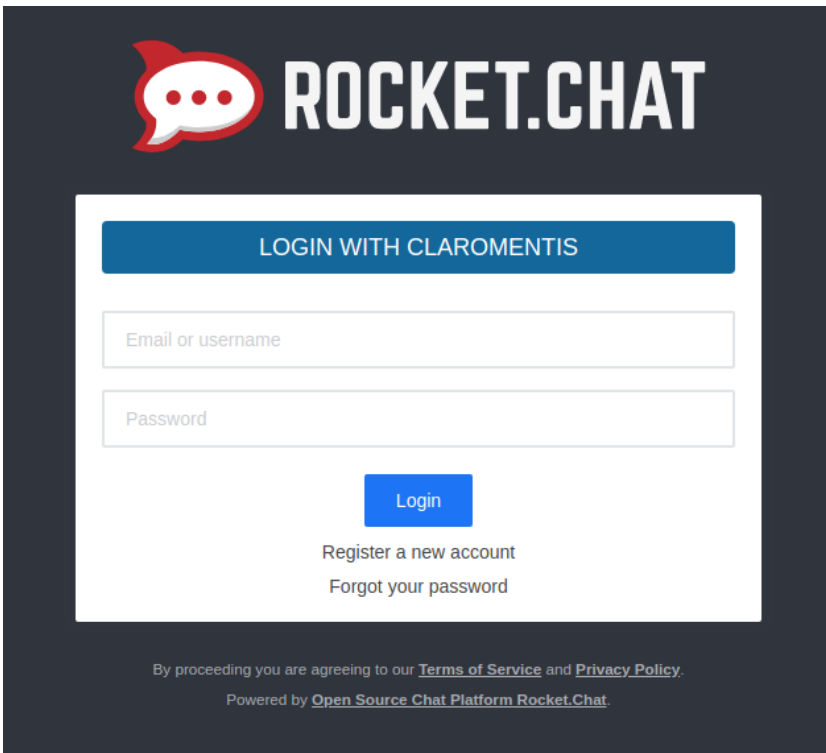 ROCKET.CHAT
LOGIN WITH CLAROMENTIS
Email or username
Password
Login
Register a new account
Forgot your password
By proceeding you are agreeing to our Terms of Service and Privacy Policy.
Powered by Open Source Chat Platform Rocket.Chat.